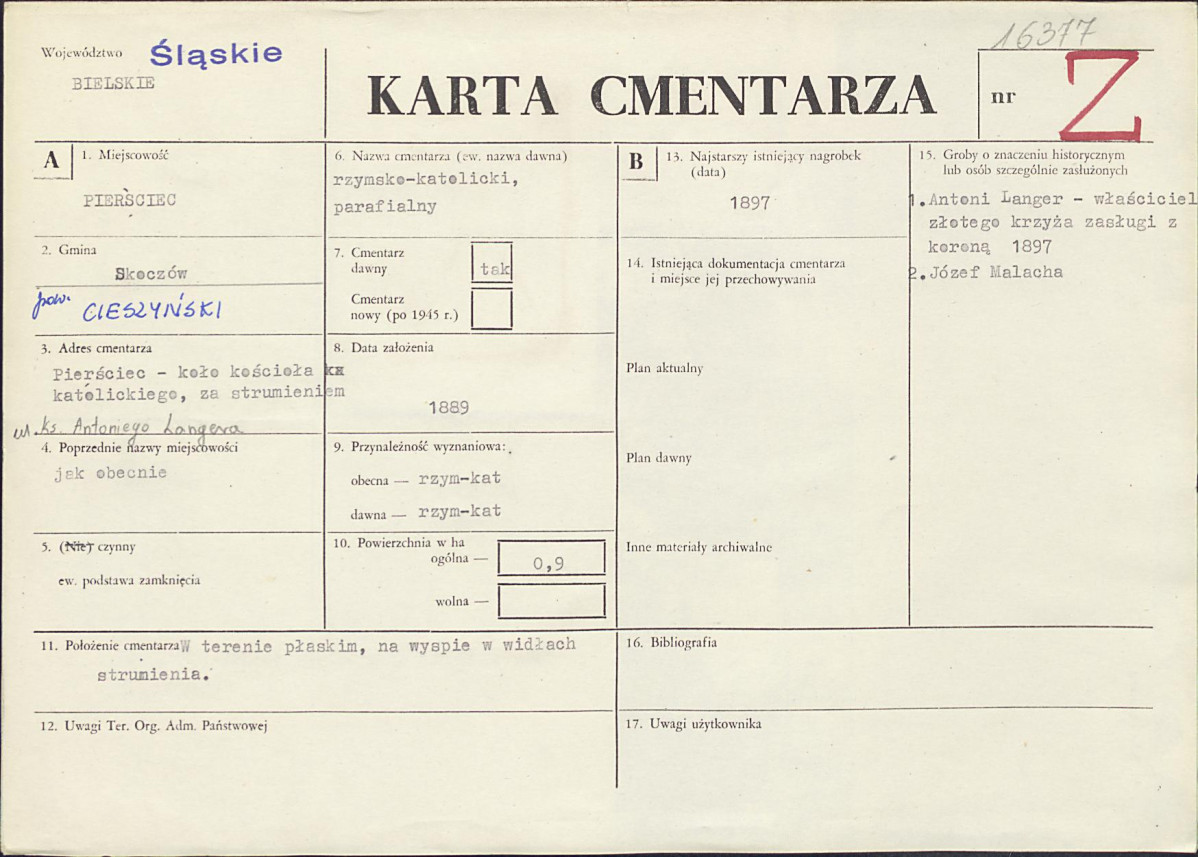 16377
Województwo Śląskie
BIELSKIE
KARTA CMENTARZA
nr Z
A
1. Miejscowość
PIERŚCIEC
2. Gmina
Skoczów
pow. CIESZYŃSKI
3. Adres cmentarza
Pierściec - koło kościoła kx
katolickiego, za strumieniem
ul. ks. Antoniego Langera
4. Poprzednie nazwy miejscowości
jak obecnie
5. (Nie) czynny
ew. podstawa zamknięcia
6. Nazwa cmentarza (ew. nazwa dawna)
rzymsko-katolicki,
parafialny
7. Cmentarz
dawny tak
Cmentarz
nowy (po 1945 r.)
8. Data założenia
1889
9. Przynależność wyznaniowa:
obecna — rzym-kat
dawna — rzym-kat
10. Powierzchnia w ha
ogólna — 0,9
wolna —
11. Położenie cmentarza W terenie płaskim, na wyspie w widłach
strumienia.
12. Uwagi Ter. Org. Adm. Państwowej
B
13. Najstarszy istniejący nagrobek
(data)
1897
14. Istniejąca dokumentacja cmentarza
i miejsce jej przechowywania
Plan aktualny
Plan dawny
Inne materiały archiwalne
15. Groby o znaczeniu historycznym
lub osób szczególnie zasłużonych
1. Antoni Langer - właściciel
złotego krzyża zasługi z
koroną 1897
2. Józef Malacha
16. Bibliografia
17. Uwagi użytkownika